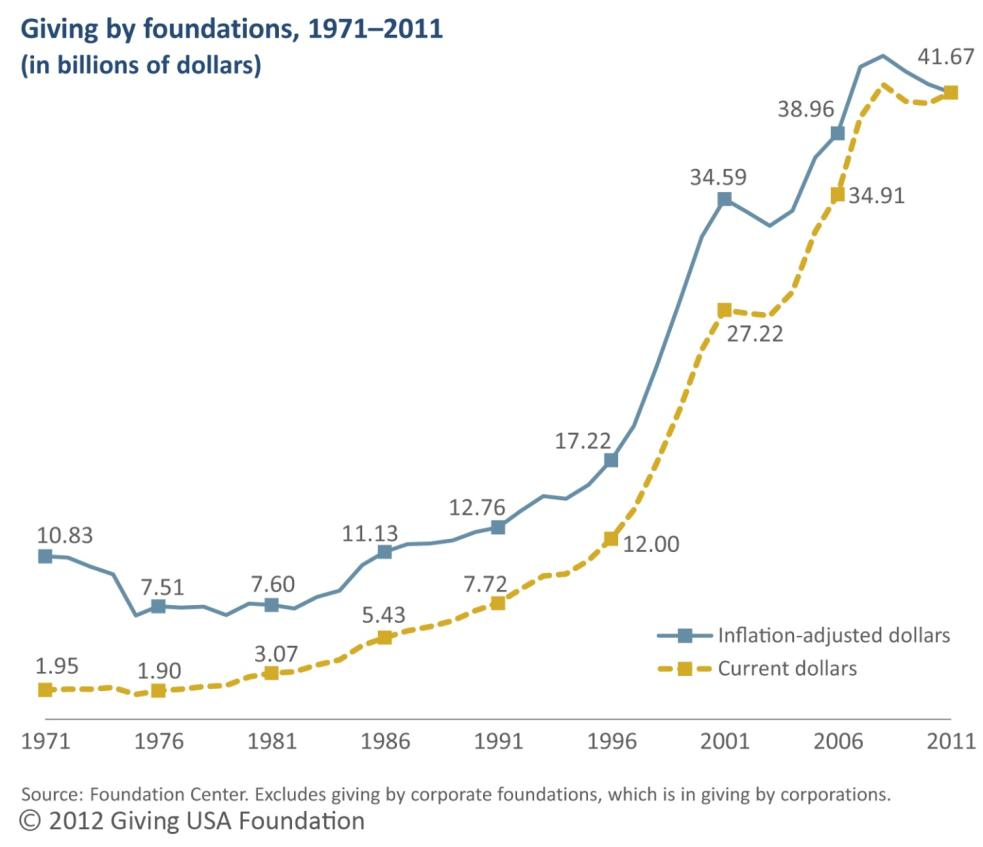 Giving by foundations, 1971–2011
(in billions of dollars)
41.67
38.96
34.59
34.91
27.22
17.22
12.76
12.00
10.83
11.13
7.51
7.60
7.72
5.43
3.07
1.95
1.90
Inflation-adjusted dollars
Current dollars
1971 1976 1981 1986 1991 1996 2001 2006 2011
Source: Foundation Center. Excludes giving by corporate foundations, which is in giving by corporations.
© 2012 Giving USA Foundation